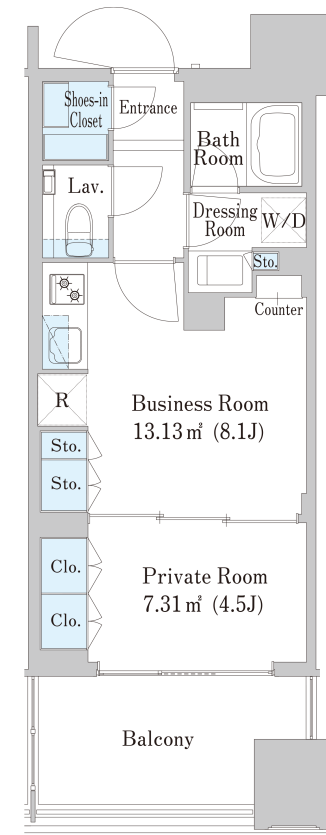 Shoes-in
Closet
Entrance
Bath
Room
Lav.
Dressing
Room
W/D
Sto.
Counter
R
Business Room
13.13㎡ (8.1J)
Sto.
Sto.
Clo.
Private Room
7.31㎡ (4.5J)
Clo.
Balcony